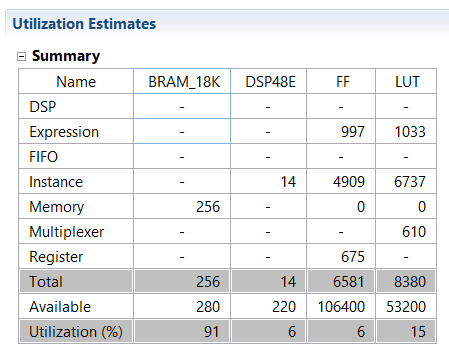 Utilization Estimates
Summary
Name BRAM_18K DSP48E FF LUT
DSP - - - -
Expression - - 997 1033
FIFO - - - -
Instance - 14 4909 6737
Memory 256 - 0 0
Multiplexer - - - 610
Register - - 675 -
Total 256 14 6581 8380
Available 280 220 106400 53200
Utilization (%) 91 6 6 15